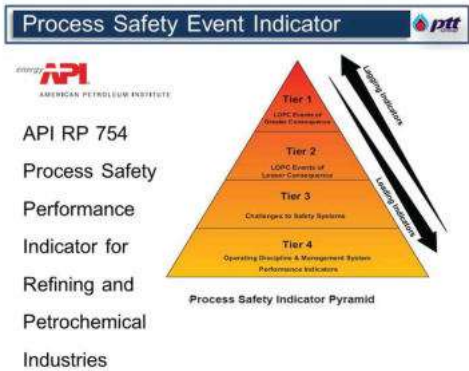 Process Safety Event Indicator
ptt
energy API
AMERICAN PETROLEUM INSTITUTE
API RP 754
Process Safety
Performance
Indicator for
Refining and
Petrochemical
Industries
Tier 1
LOPC Events of
Greater Consequence
Tier 2
LOPC Events of
Lesser Consequence
Tier 3
Challenges to Safety Systems
Tier 4
Operating Discipline & Management System
Performance Indicators
Lagging Indicators
Leading Indicators
Process Safety Indicator Pyramid